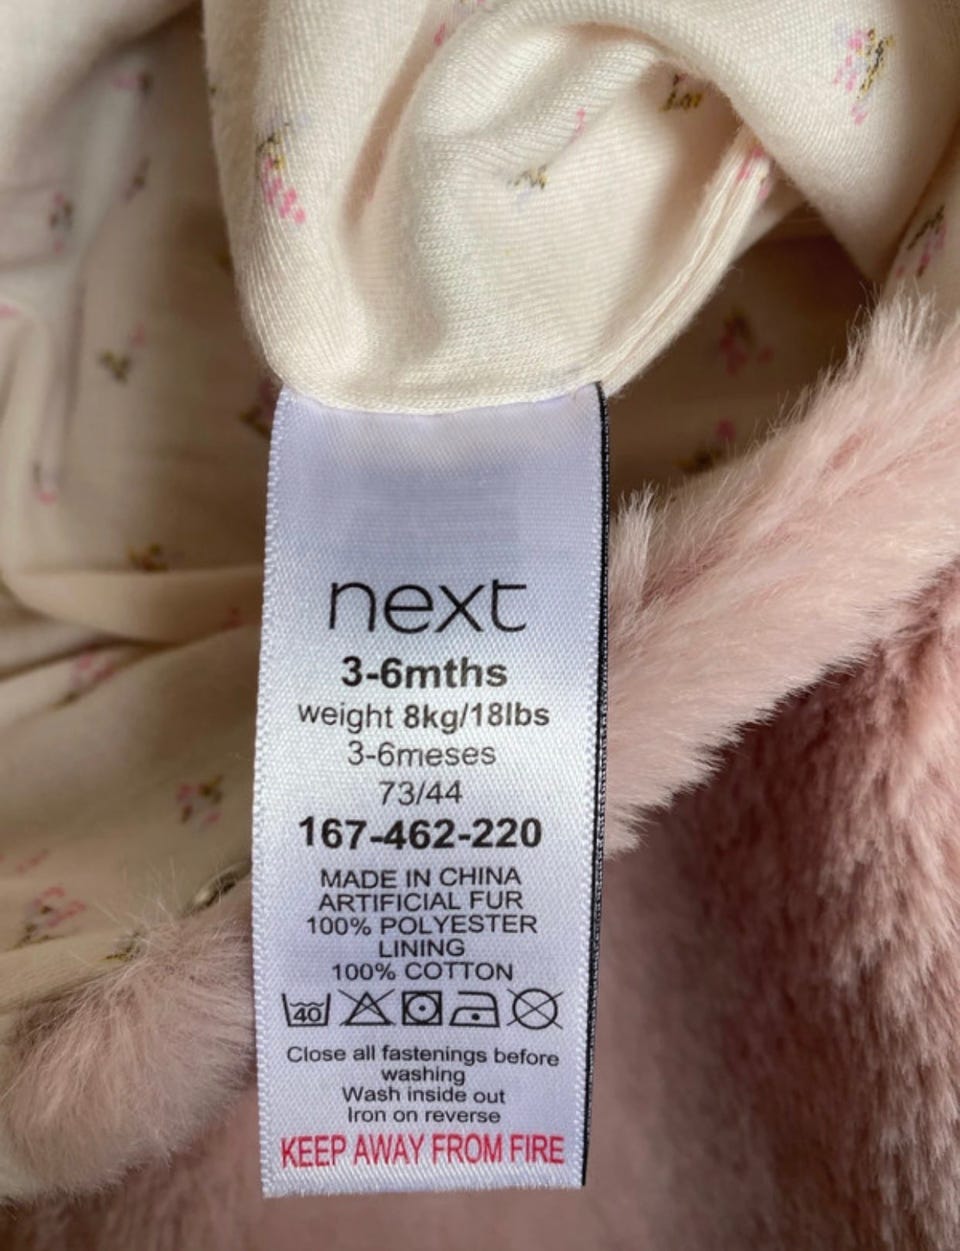 next
3-6mths
weight 8kg/18lbs
3-6meses
73/44
167-462-220
MADE IN CHINA
ARTIFICIAL FUR
100% POLYESTER
LINING
100% COTTON
40
Close all fastenings before
washing
Wash inside out
Iron on reverse
KEEP AWAY FROM FIRE